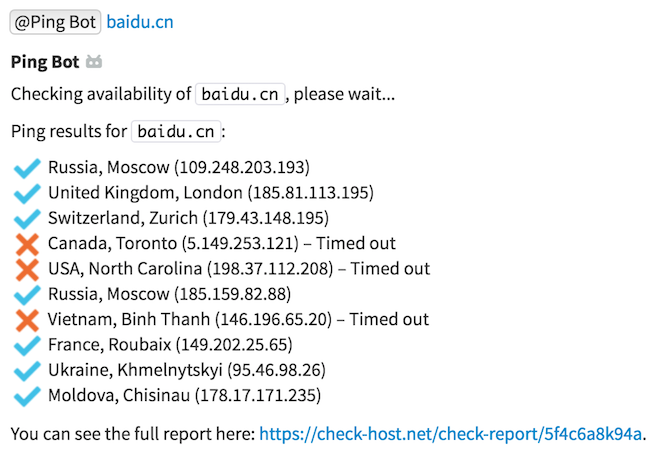 @Ping Bot baidu.cn
Ping Bot
Checking availability of baidu.cn, please wait...
Ping results for baidu.cn:
Russia, Moscow (109.248.203.193)
United Kingdom, London (185.81.113.195)
Switzerland, Zurich (179.43.148.195)
Canada, Toronto (5.149.253.121) – Timed out
USA, North Carolina (198.37.112.208) – Timed out
Russia, Moscow (185.159.82.88)
Vietnam, Binh Thanh (146.196.65.20) – Timed out
France, Roubaix (149.202.25.65)
Ukraine, Khmelnytskyi (95.46.98.26)
Moldova, Chisinau (178.17.171.235)
You can see the full report here: https://check-host.net/check-report/5f4c6a8k94a.